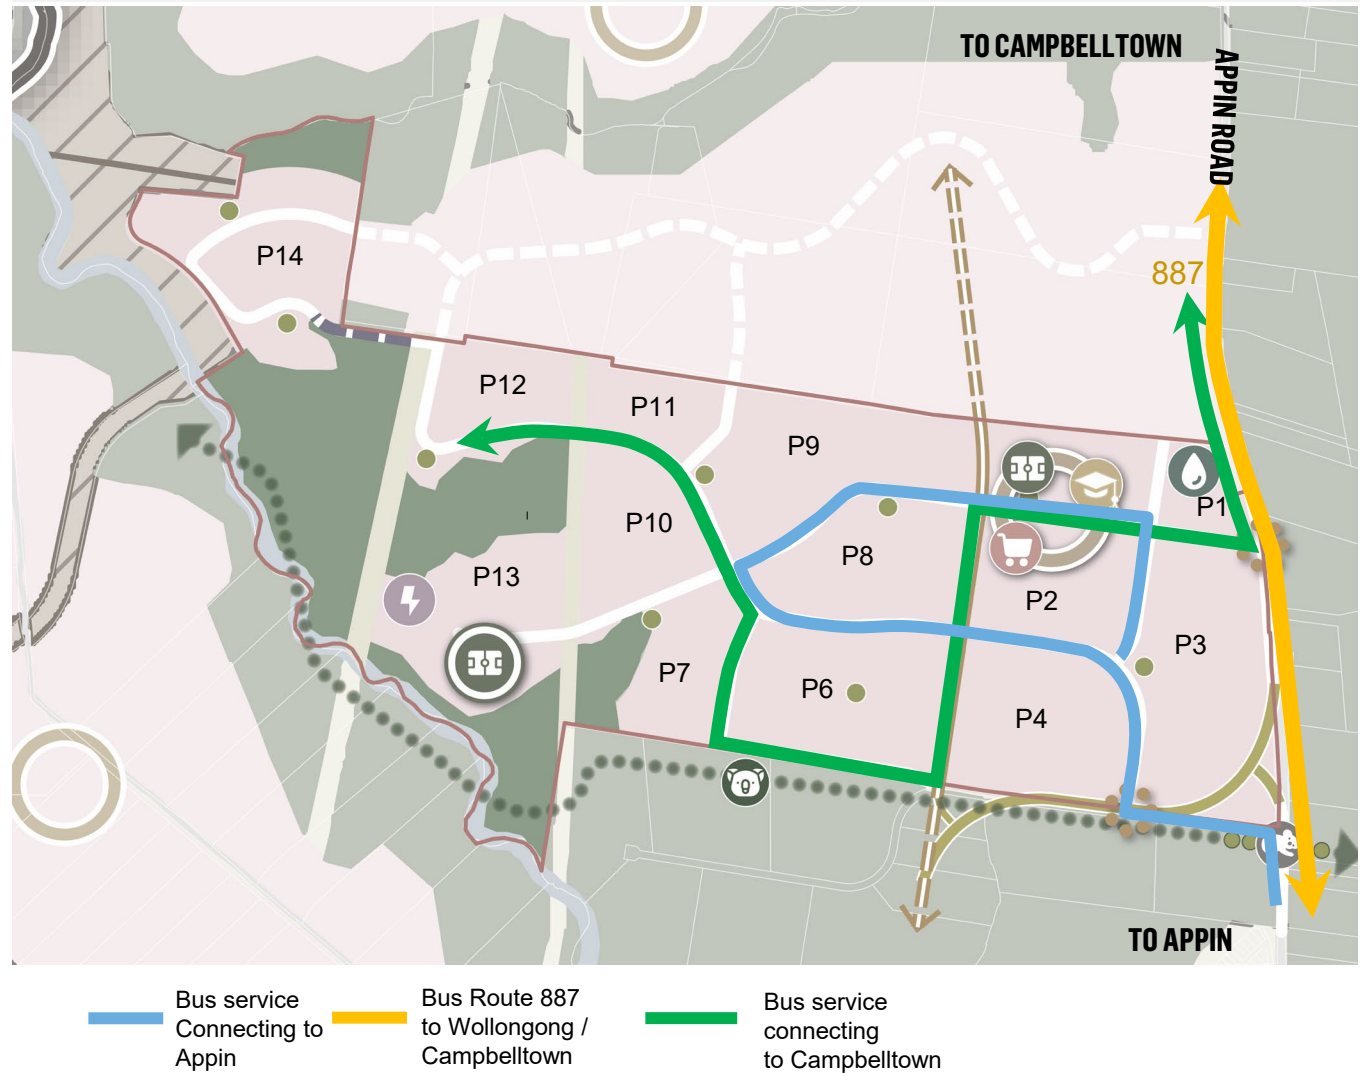 TO CAMPBELLTOWN
APPIN ROAD
887
P14
P12
P11
P9
P1
P10
P8
P13
P2
P3
P7
P6
P4
TO APPIN
Bus service
Connecting to
Appin
Bus Route 887
to Wollongong /
Campbelltown
Bus service
connecting
to Campbelltown